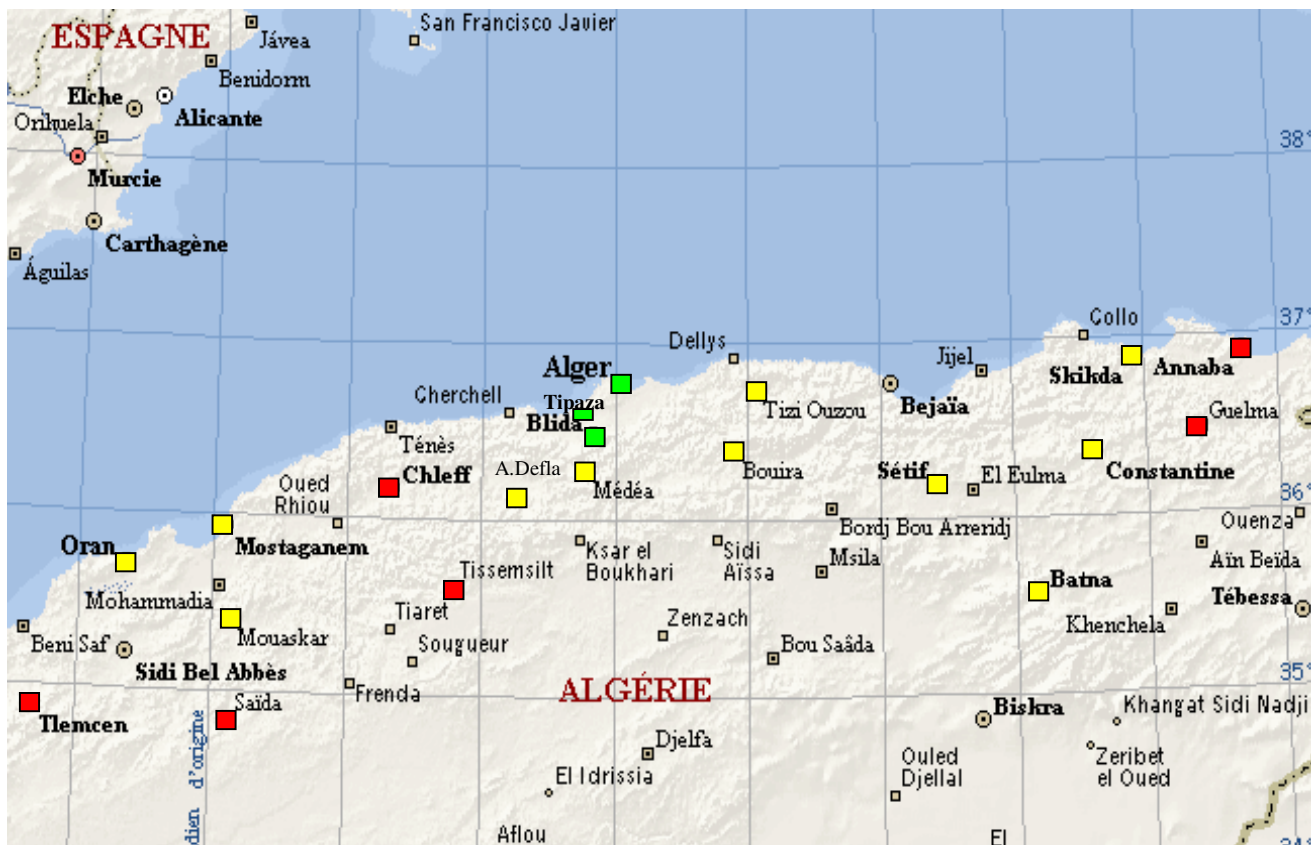 San Francisco Javier
ESPAGNE
Jávea
Benidorm
Elche
Alicante
Orihuela
38°
Murcie
Carthagène
Águilas
37°
Collo
Dellys
Jijel
Alger
Skikda
Annaba
Cherchell
Tipaza
Tizi Ouzou
Bejaïa
Guelma
Blida
Ténès
Chleff
A.Defla
Médéa
Bouira
Sétif
El Eulma
Constantine
Oued
Rhiou
36°
Ouenza
Bordj Bou Arreridj
Oran
Mostaganem
Ksar el
Boukhari
Sidi
Aïssa
Msila
Aïn Beïda
Tissemsilt
Batna
Mohammadia
Tébessa
Tiaret
Zenzach
Khenchela
Beni Saf
Mouaskar
Sougueur
Bou Saâda
Sidi Bel Abbès
35°
Frenda
ALGÉRIE
Saïda
Tlemcen
Biskra
Khangat Sidi Nadji
Djelfa
Ouled
Djellal
Zeribet
el Oued
El Idrissia
dien d'origine
Aflou
El
34°